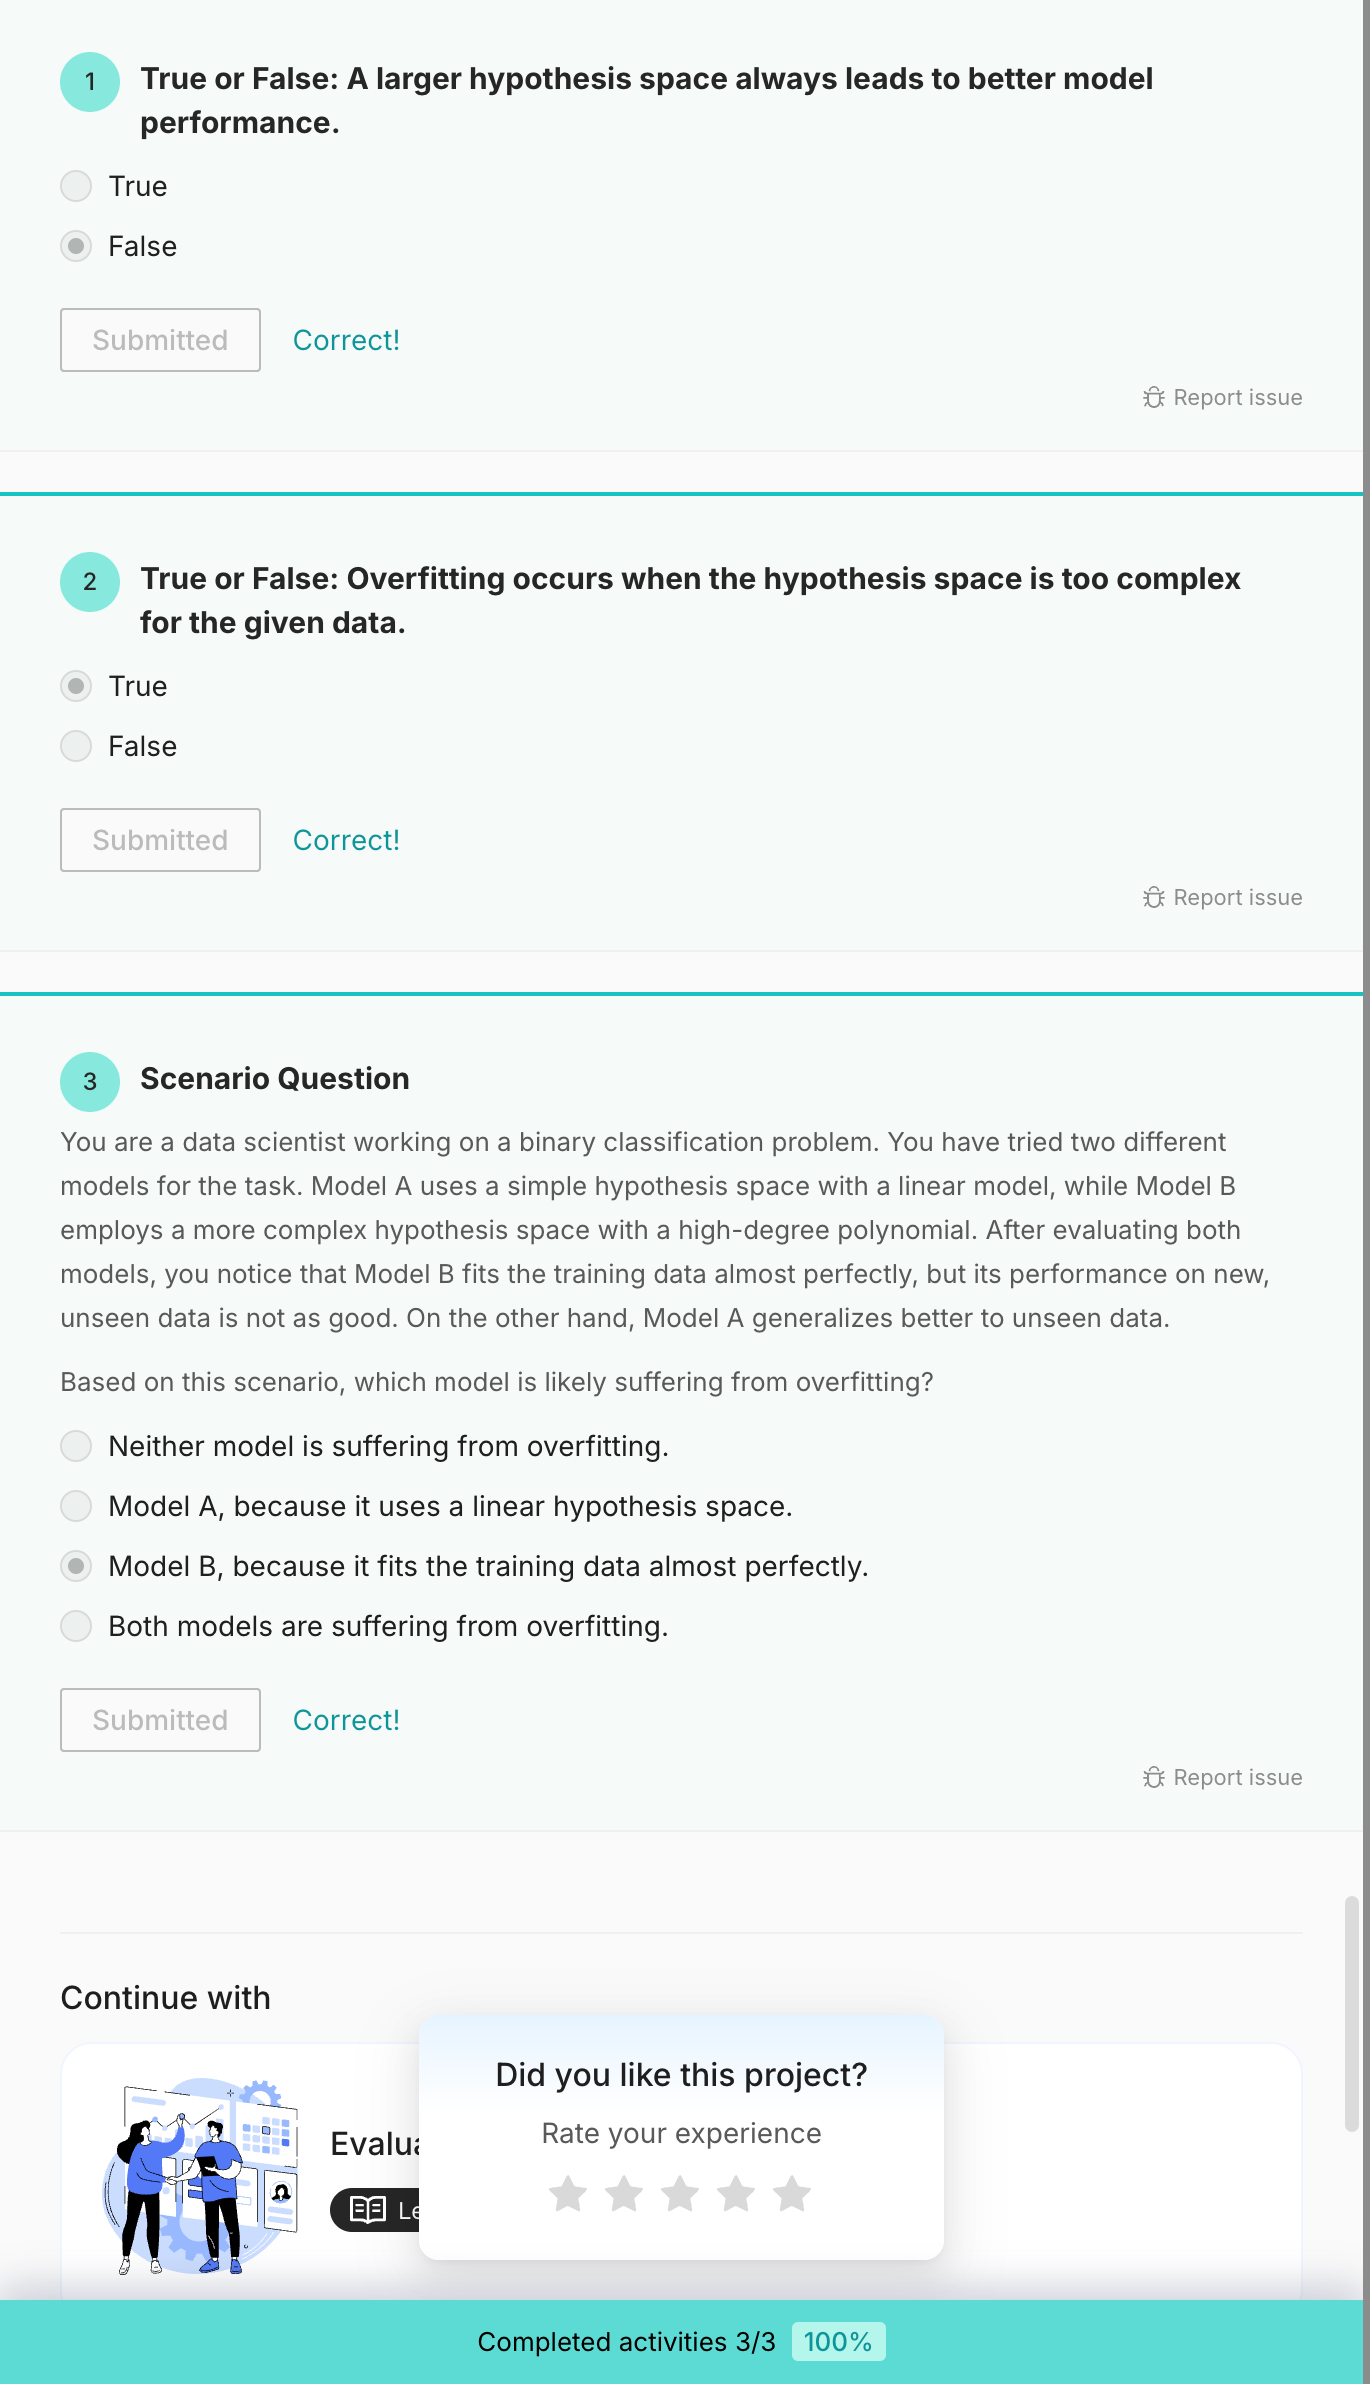 1
True or False: A larger hypothesis space always leads to better model
performance.
True
False
Submitted
Correct!
Report issue
2
True or False: Overfitting occurs when the hypothesis space is too complex
for the given data.
True
False
Submitted
Correct!
Report issue
3
Scenario Question
You are a data scientist working on a binary classification problem. You have tried two different
models for the task. Model A uses a simple hypothesis space with a linear model, while Model B
employs a more complex hypothesis space with a high-degree polynomial. After evaluating both
models, you notice that Model B fits the training data almost perfectly, but its performance on new,
unseen data is not as good. On the other hand, Model A generalizes better to unseen data.
Based on this scenario, which model is likely suffering from overfitting?
Neither model is suffering from overfitting.
Model A, because it uses a linear hypothesis space.
Model B, because it fits the training data almost perfectly.
Both models are suffering from overfitting.
Submitted
Correct!
Report issue
Continue with
Did you like this project?
Rate your experience
Completed activities 3/3 100%